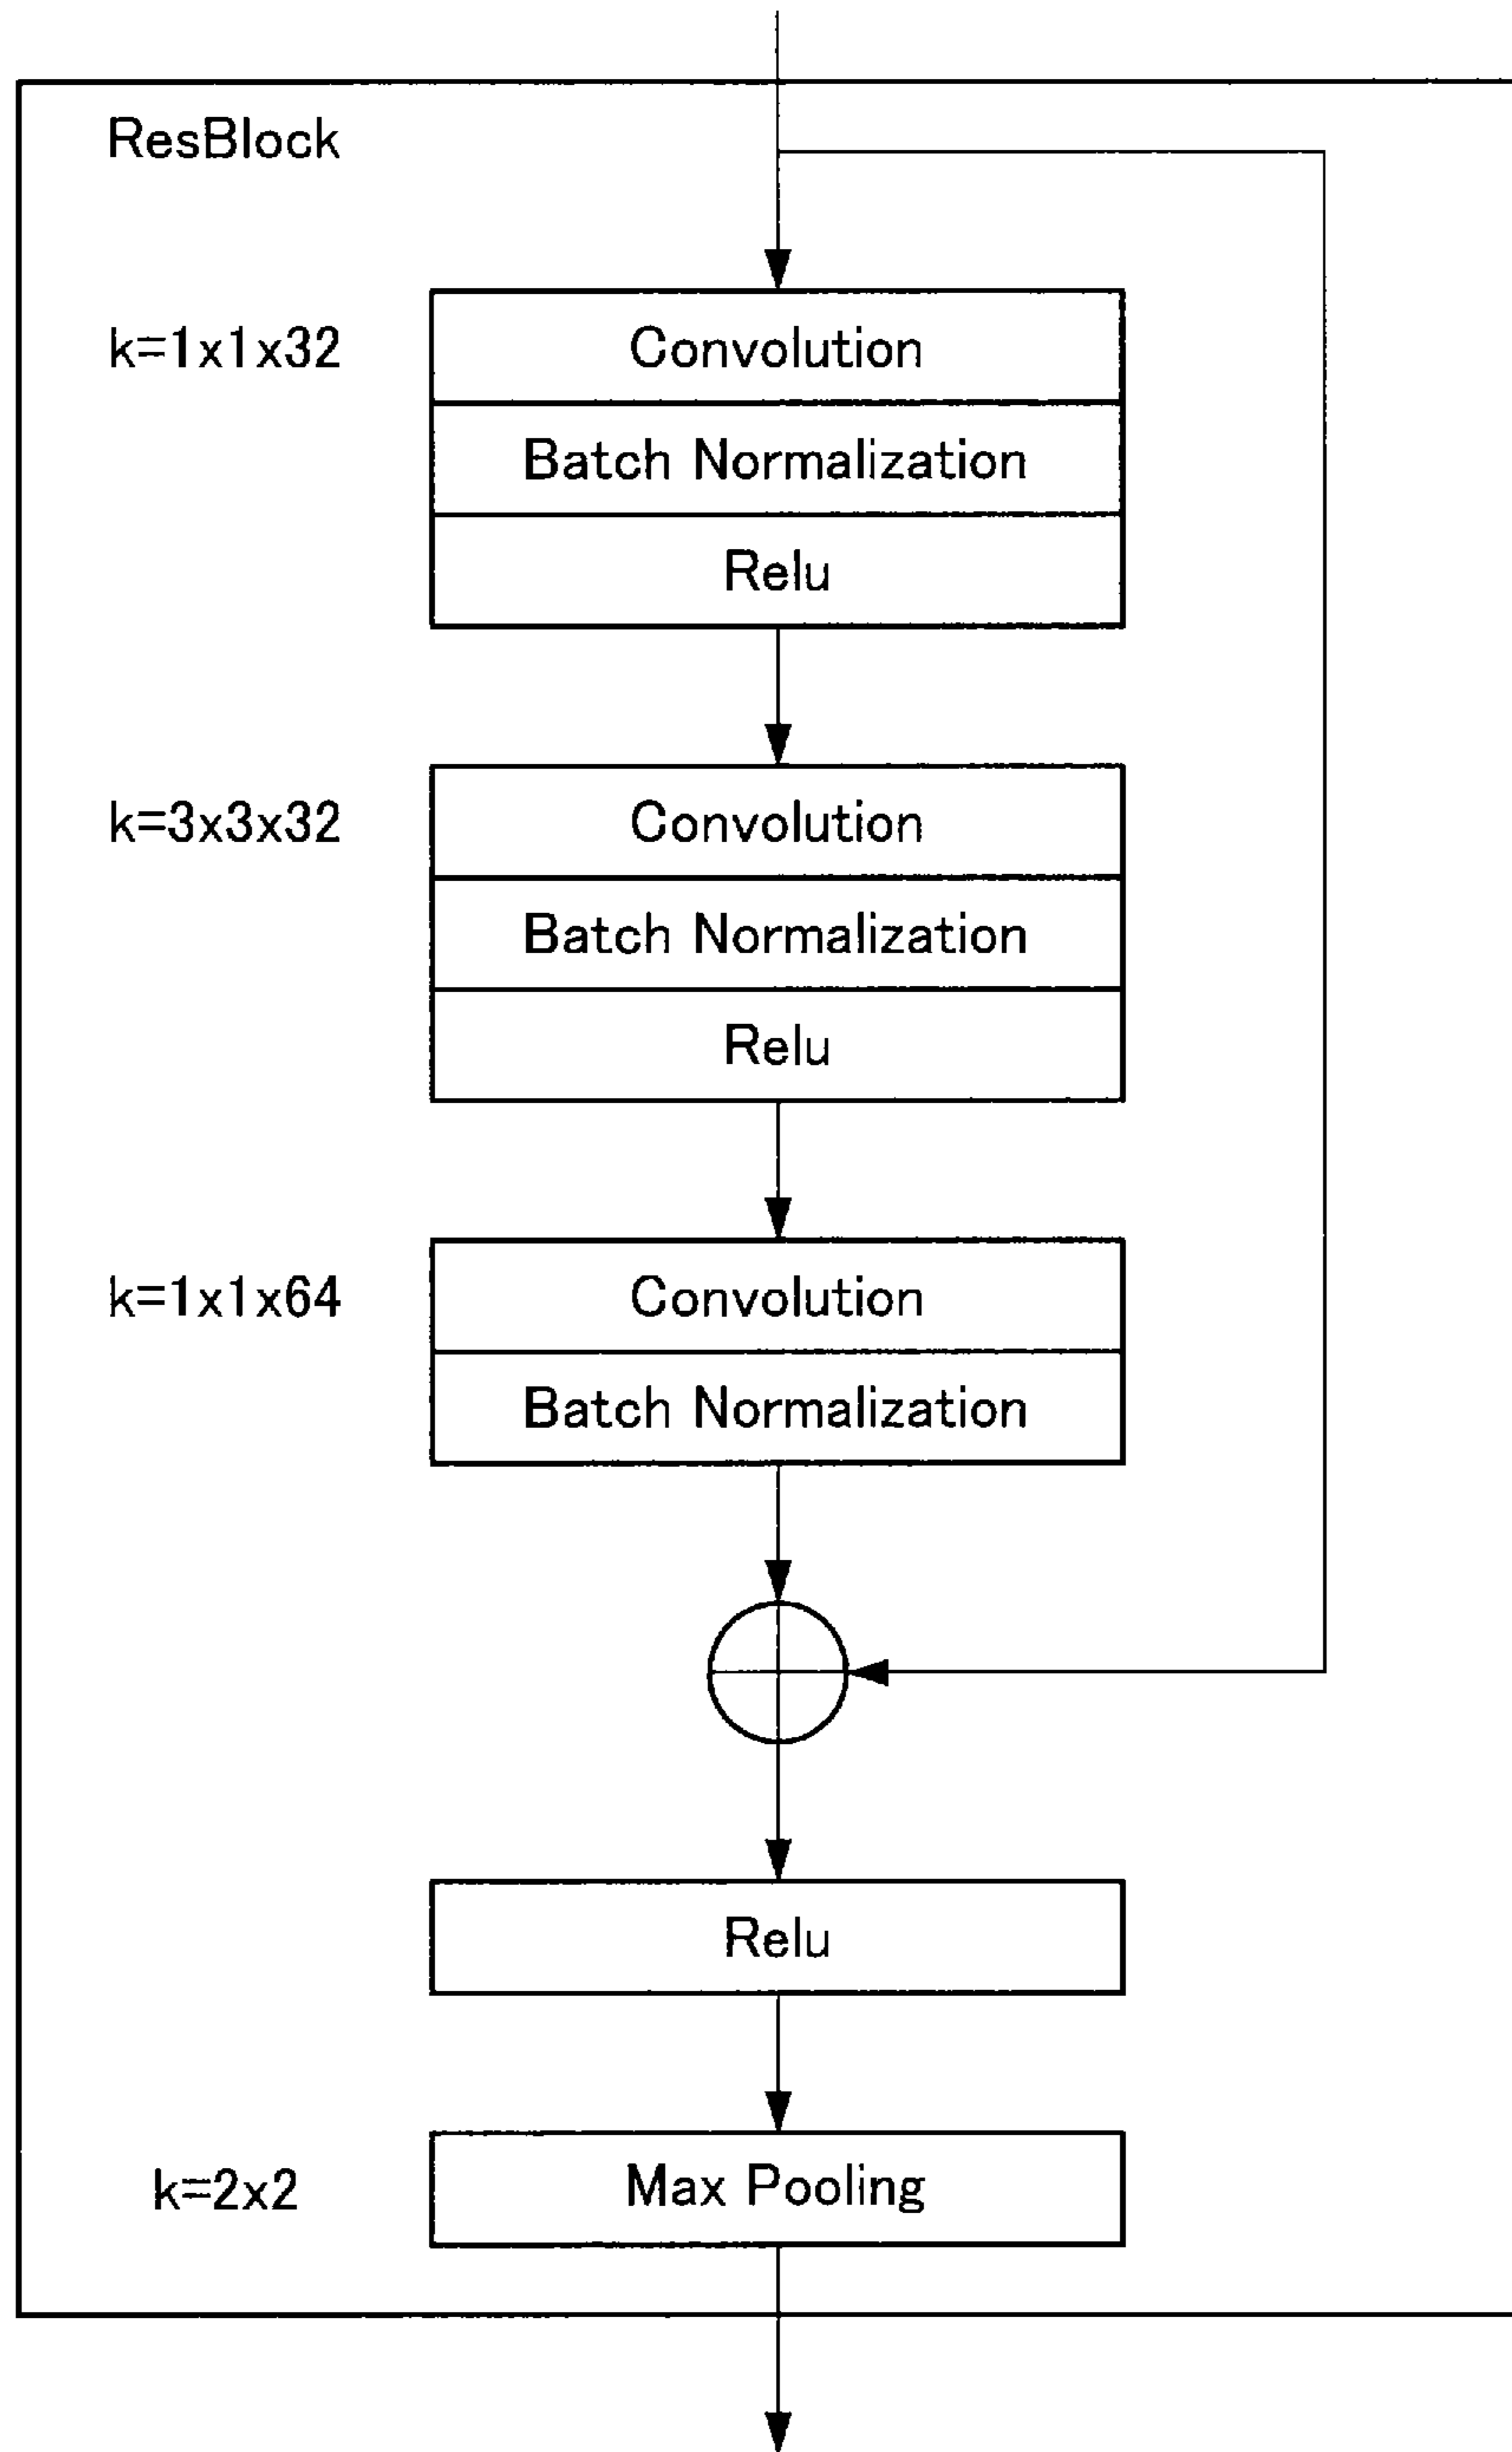 ResBlock
k=1x1x32
Convolution
Batch Normalization
Relu
k=3x3x32
Convolution
Batch Normalization
Relu
k=1x1x64
Convolution
Batch Normalization
Relu
k=2x2
Max Pooling